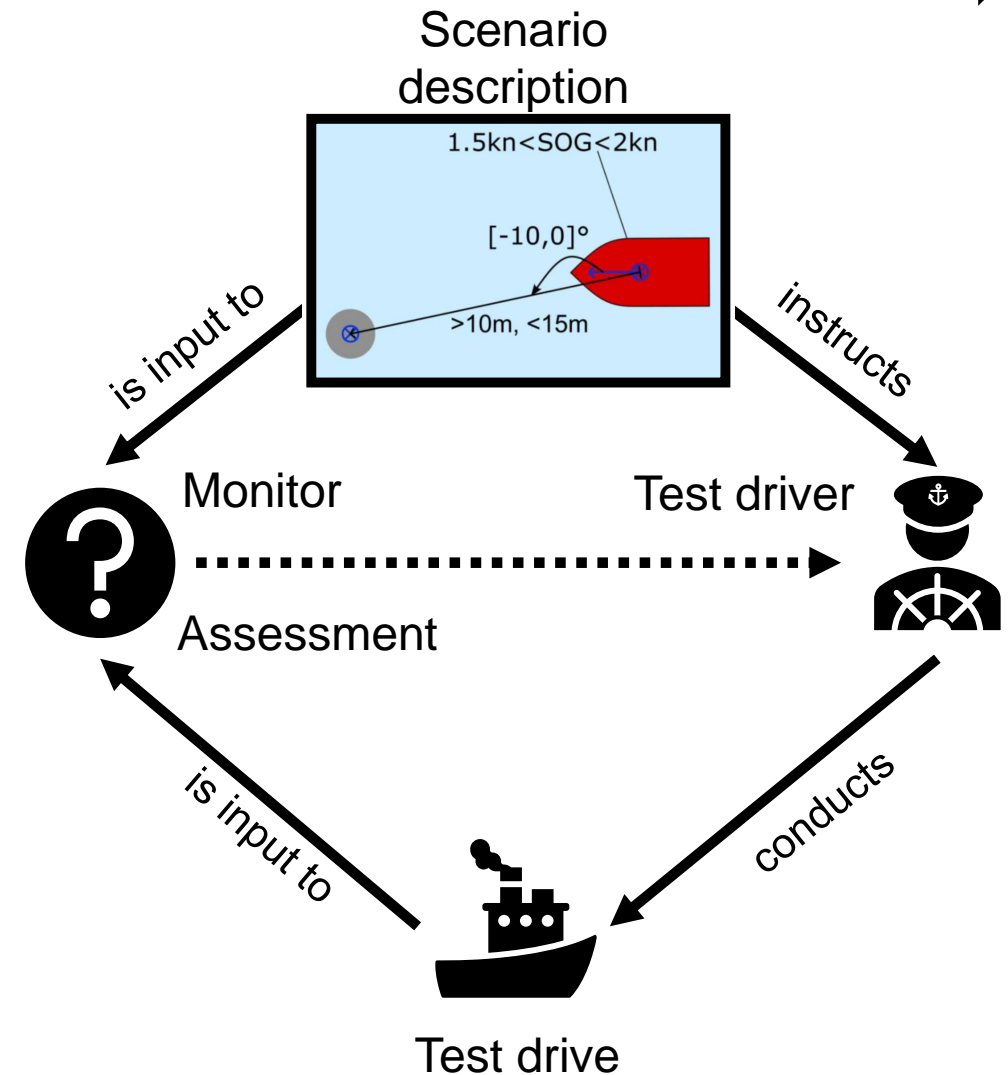 Scenario
description
1.5kn<SOG<2kn
[-10,0]°
>10m, <15m
is input to
instructs
Monitor
Test driver
Assessment
is input to
conducts
Test drive